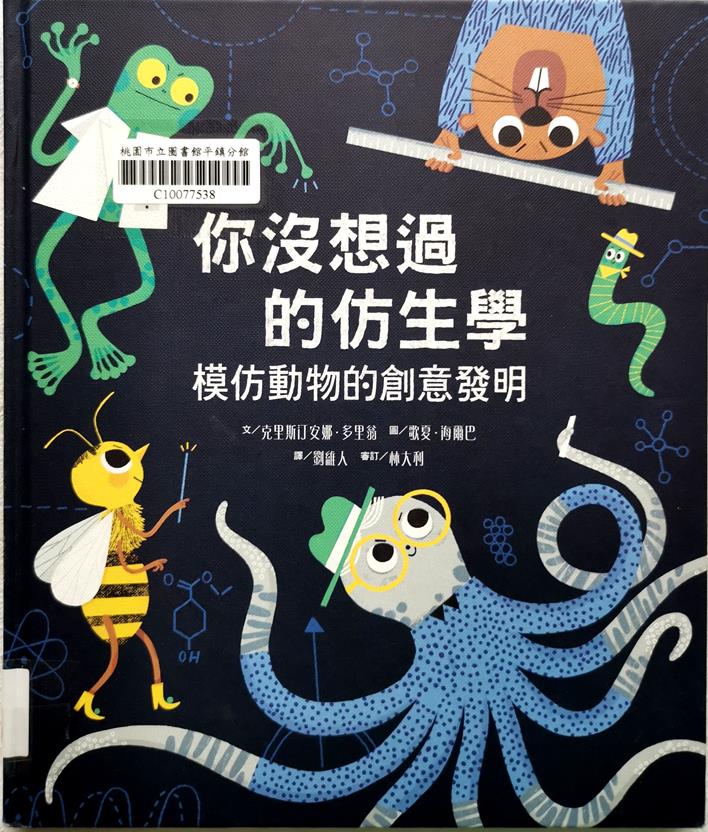 桃園市立圖書館平鎮分館
C10077538
你沒想過
的仿生學
模仿動物的創意發明
文／克里斯汀安娜·多里翁 圖／歌夏·海爾巴
譯／劉維人 審訂／林大利
OH